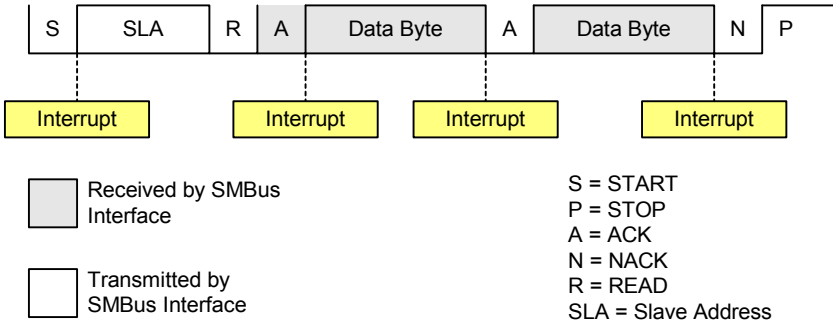 S SLA R A Data Byte A Data Byte N P
Interrupt Interrupt Interrupt Interrupt
Received by SMBus
Interface
Transmitted by
SMBus Interface
S = START
P = STOP
A = ACK
N = NACK
R = READ
SLA = Slave Address